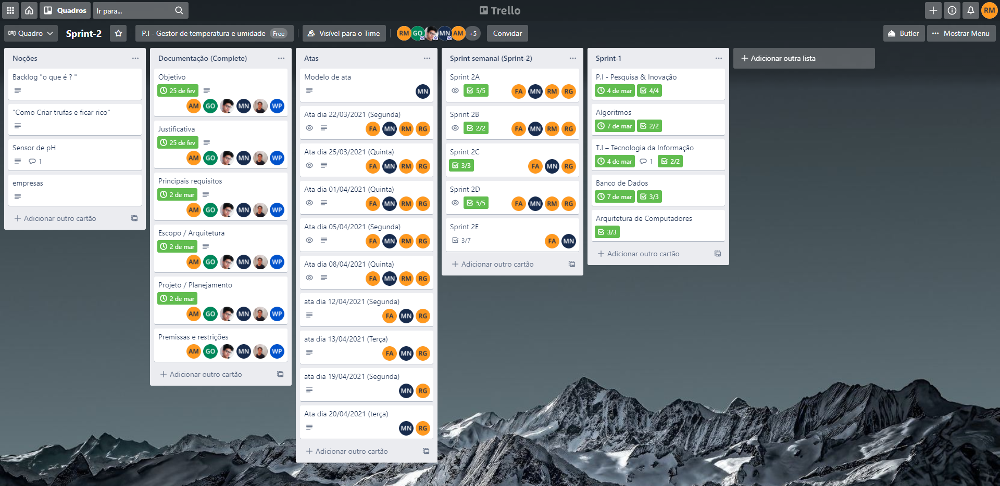 Quadros
Ir para...
Trello
RM
Quadro
Sprint-2
P.I - Gestor de temperatura e umidade Free
Visível para o Time
RM GO MN AM +5
Convidar
Butler
Mostrar Menu
Noções
Backlog "o que é ? "
"Como Criar trufas e ficar rico"
Sensor de pH
1
empresas
Adicionar outro cartão
Documentação (Complete)
Objetivo
25 de fev
AM GO MN WP
Justificativa
25 de fev
AM GO MN WP
Principais requisitos
2 de mar
AM GO MN WP
Escopo / Arquitetura
2 de mar
AM GO MN WP
Projeto / Planejamento
2 de mar
AM GO MN WP
Premissas e restrições
AM GO MN WP
Adicionar outro cartão
Atas
Modelo de ata
MN
Ata dia 22/03/2021 (Segunda)
FA MN RM RG
Ata dia 25/03/2021 (Quinta)
FA MN RM RG
Ata dia 01/04/2021 (Quinta)
FA MN RM RG
Ata dia 05/04/2021 (Segunda)
FA MN RM RG
Ata dia 08/04/2021 (Quinta)
FA MN RM RG
ata dia 12/04/2021 (Segunda)
FA MN RG
ata dia 13/04/2021 (Terça)
FA MN RG
ata dia 19/04/2021 (Segunda)
MN RG
Ata dia 20/04/2021 (terça)
MN RG
Adicionar outro cartão
Sprint semanal (Sprint-2)
Sprint 2A
5/5 FA MN RM RG
Sprint 2B
2/2 FA MN RM RG
Sprint 2C
3/3 FA MN RG
Sprint 2D
5/5 FA MN RM RG
Sprint 2E
3/7 FA MN
Adicionar outro cartão
Sprint-1
P.I - Pesquisa & Inovação
4 de mar 4/4
Algoritmos
7 de mar 2/2
T.I – Tecnologia da Informação
4 de mar 1 2/2
Banco de Dados
7 de mar 3/3
Arquitetura de Computadores
3/3
Adicionar outro cartão
Adicionar outra lista